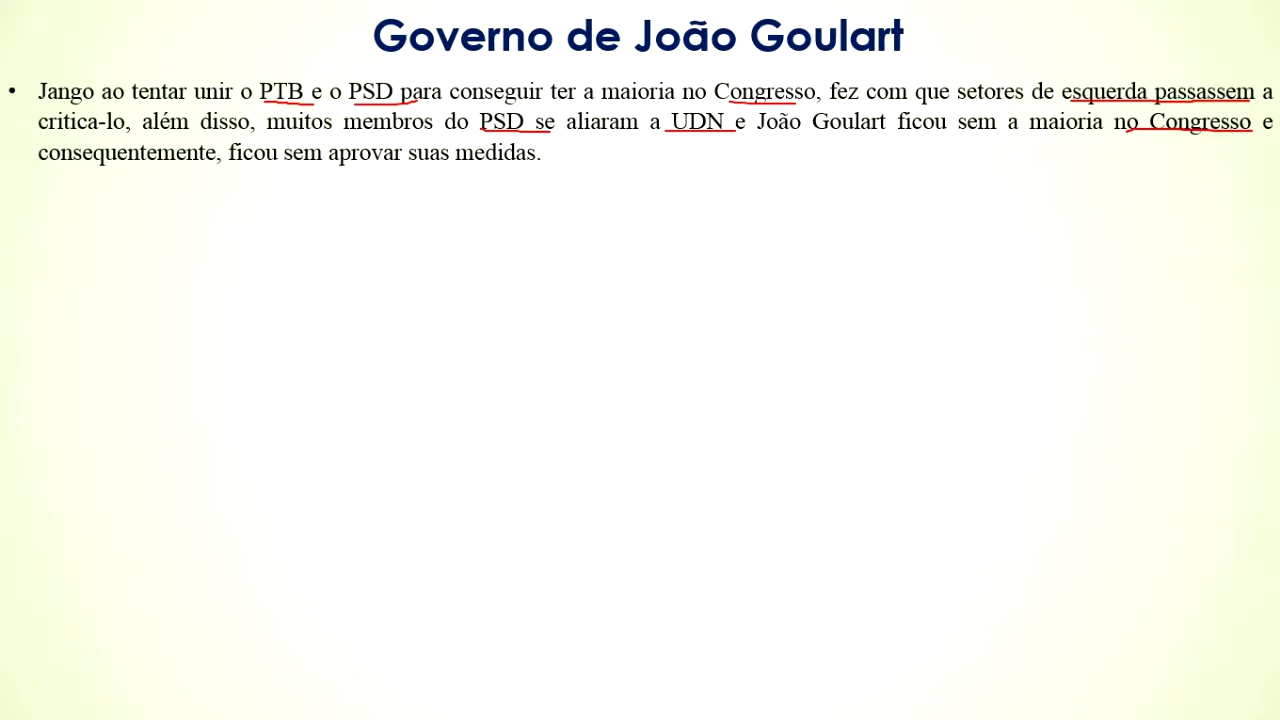 Governo de João Goulart
• Jango ao tentar unir o PTB e o PSD para conseguir ter a maioria no Congresso, fez com que setores de esquerda passassem a
critica-lo, além disso, muitos membros do PSD se aliaram a UDN e João Goulart ficou sem a maioria no Congresso e
consequentemente, ficou sem aprovar suas medidas.